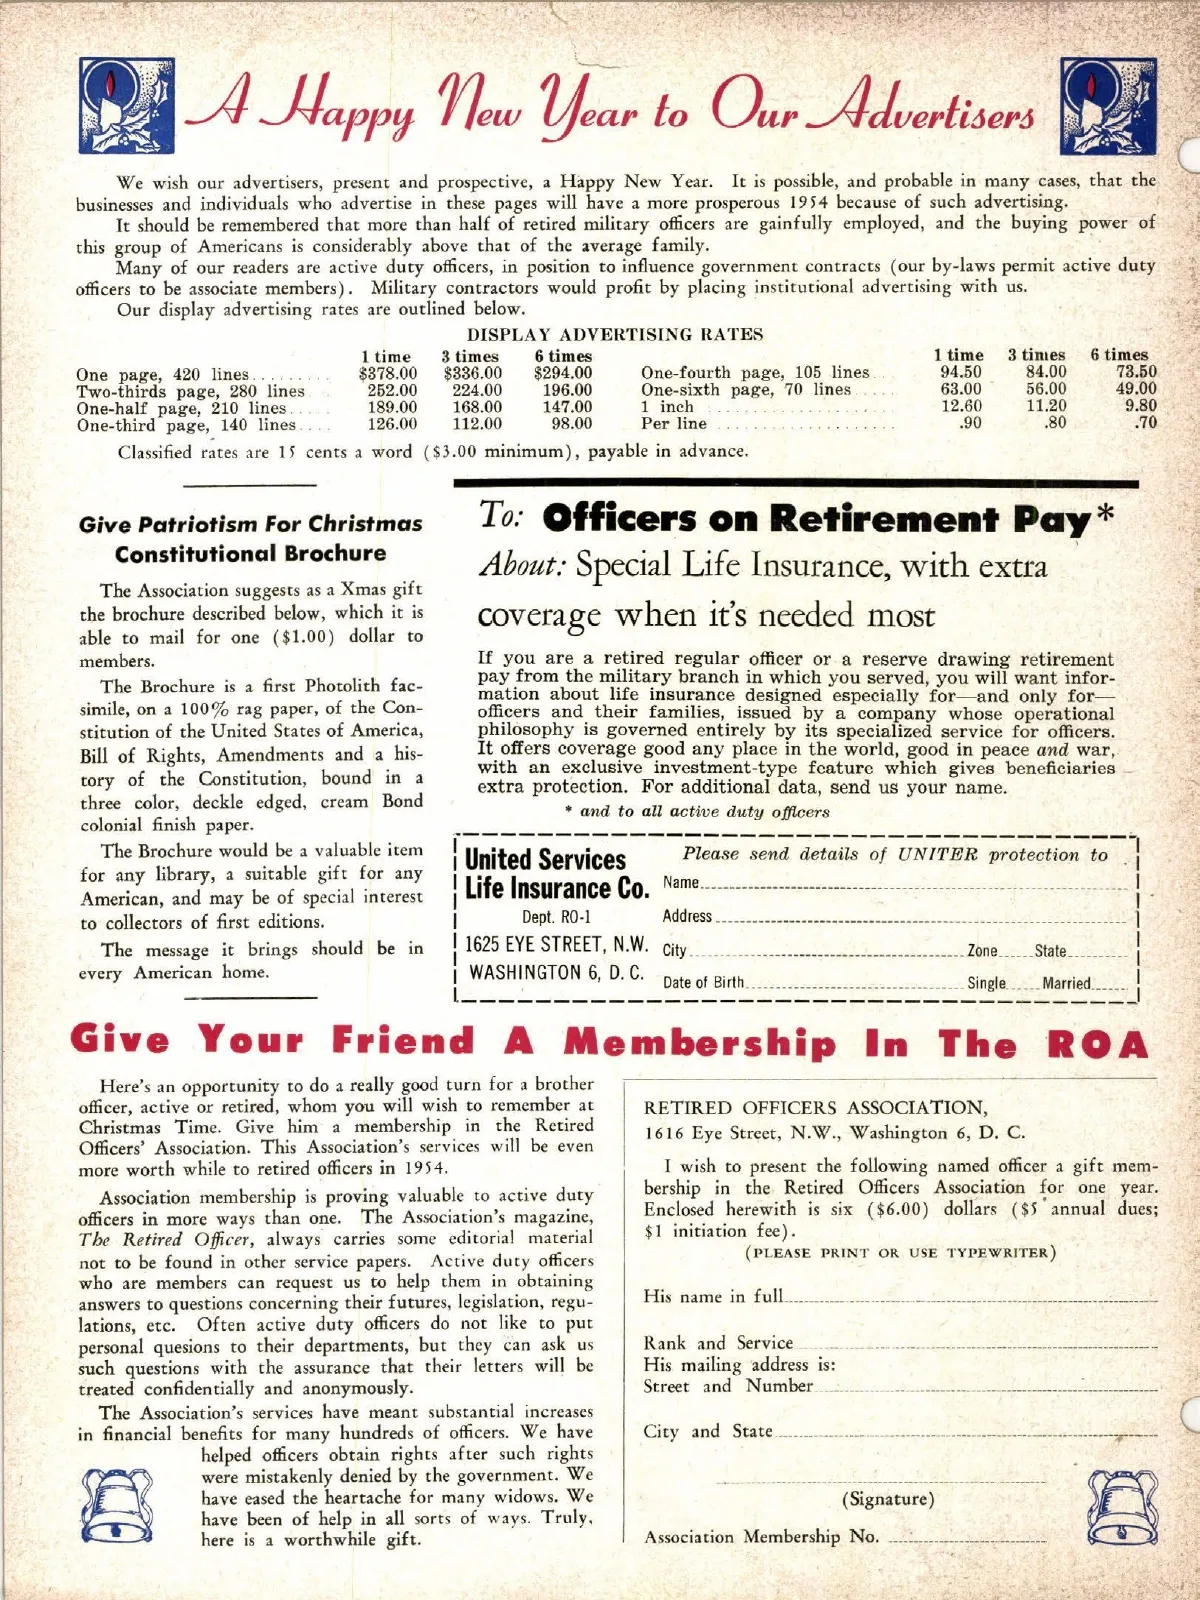 A Happy New Year to Our Advertisers
We wish our advertisers, present and prospective, a Happy New Year. It is possible, and probable in many cases, that the
businesses and individuals who advertise in these pages will have a more prosperous 1954 because of such advertising.
It should be remembered that more than half of retired military officers are gainfully employed, and the buying power of
this group of Americans is considerably above that of the average family.
Many of our readers are active duty officers, in position to influence government contracts (our by-laws permit active duty
officers to be associate members). Military contractors would profit by placing institutional advertising with us.
Our display advertising rates are outlined below.
DISPLAY ADVERTISING RATES
1 time 3 times 6 times
One page, 420 lines......... $378.00 $336.00 $294.00
Two-thirds page, 280 lines 252.00 224.00 196.00
One-half page, 210 lines..... 189.00 168.00 147.00
One-third page, 140 lines.... 126.00 112.00 98.00
1 time 3 times 6 times
One-fourth page, 105 lines.. 94.50 84.00 73.50
One-sixth page, 70 lines ..... 63.00 56.00 49.00
1 inch .................... 12.60 11.20 9.80
Per line ................... .90 .80 .70
Classified rates are 15 cents a word ($3.00 minimum), payable in advance.
Give Patriotism For Christmas
Constitutional Brochure
The Association suggests as a Xmas gift
the brochure described below, which it is
able to mail for one ($1.00) dollar to
members.
The Brochure is a first Photolith fac-
simile, on a 100% rag paper, of the Con-
stitution of the United States of America,
Bill of Rights, Amendments and a his-
tory of the Constitution, bound in a
three color, deckle edged, cream Bond
colonial finish paper.
The Brochure would be a valuable item
for any library, a suitable gift for any
American, and may be of special interest
to collectors of first editions.
The message it brings should be in
every American home.
To: Officers on Retirement Pay*
About: Special Life Insurance, with extra
coverage when it's needed most
If you are a retired regular officer or a reserve drawing retirement
pay from the military branch in which you served, you will want infor-
mation about life insurance designed especially for—and only for—
officers and their families, issued by a company whose operational
philosophy is governed entirely by its specialized service for officers.
It offers coverage good any place in the world, good in peace and war,
with an exclusive investment-type feature which gives beneficiaries
extra protection. For additional data, send us your name.
* and to all active duty officers
United Services
Life Insurance Co.
Dept. RO-1
1625 EYE STREET, N.W.
WASHINGTON 6, D. C.
Please send details of UNITER protection to
Name
Address
City Zone State
Date of Birth Single Married
Give Your Friend A Membership In The ROA
Here's an opportunity to do a really good turn for a brother
officer, active or retired, whom you will wish to remember at
Christmas Time. Give him a membership in the Retired
Officers' Association. This Association's services will be even
more worth while to retired officers in 1954.
Association membership is proving valuable to active duty
officers in more ways than one. The Association's magazine,
The Retired Officer, always carries some editorial material
not to be found in other service papers. Active duty officers
who are members can request us to help them in obtaining
answers to questions concerning their futures, legislation, regu-
lations, etc. Often active duty officers do not like to put
personal quesions to their departments, but they can ask us
such questions with the assurance that their letters will be
treated confidentially and anonymously.
The Association's services have meant substantial increases
in financial benefits for many hundreds of officers. We have
helped officers obtain rights after such rights
were mistakenly denied by the government. We
have eased the heartache for many widows. We
have been of help in all sorts of ways. Truly,
here is a worthwhile gift.
RETIRED OFFICERS ASSOCIATION,
1616 Eye Street, N.W., Washington 6, D. C.
I wish to present the following named officer a gift mem-
bership in the Retired Officers Association for one year.
Enclosed herewith is six ($6.00) dollars ($5 annual dues;
$1 initiation fee).
(PLEASE PRINT OR USE TYPEWRITER)
His name in full
Rank and Service
His mailing address is:
Street and Number
City and State
(Signature)
Association Membership No.